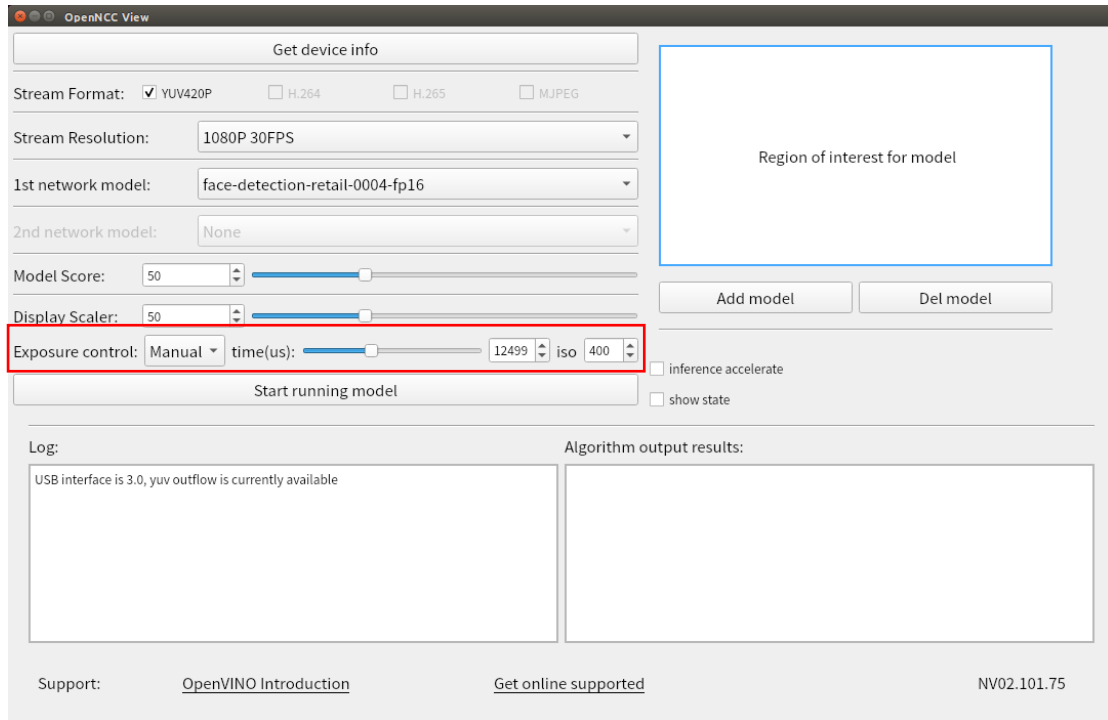 OpenNCC View
Get device info
Stream Format: YUV420P H.264 H.265 MJPEG
Stream Resolution: 1080P 30FPS
1st network model: face-detection-retail-0004-fp16
2nd network model: None
Model Score: 50
Display Scaler: 50
Exposure control: Manual time(us): 12499 iso 400
Start running model
Region of interest for model
Add model Del model
inference accelerate
show state
Log:
USB interface is 3.0, yuv outflow is currently available
Algorithm output results:
Support: OpenVINO Introduction Get online supported NV02.101.75